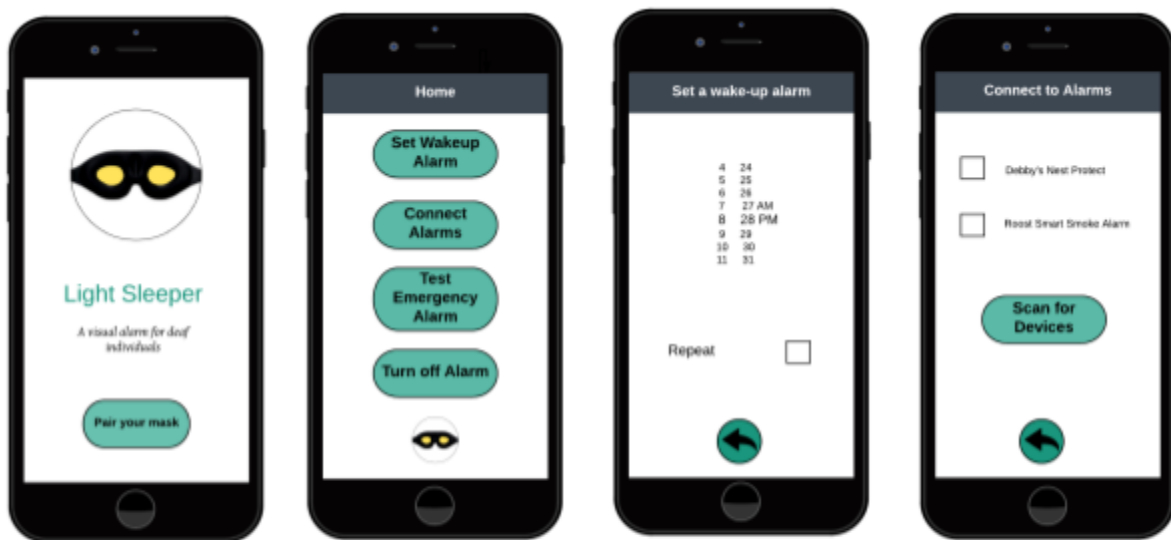 Light Sleeper
A visual alarm for deaf
individuals
Pair your mask
Home
Set Wakeup
Alarm
Connect
Alarms
Test
Emergency
Alarm
Turn off Alarm
Set a wake-up alarm
4 24
5 25
6 26
7 27 AM
8 28 PM
9 29
10 30
11 31
Repeat
Connect to Alarms
Debby's Nest Protect
Roost Smart Smoke Alarm
Scan for
Devices